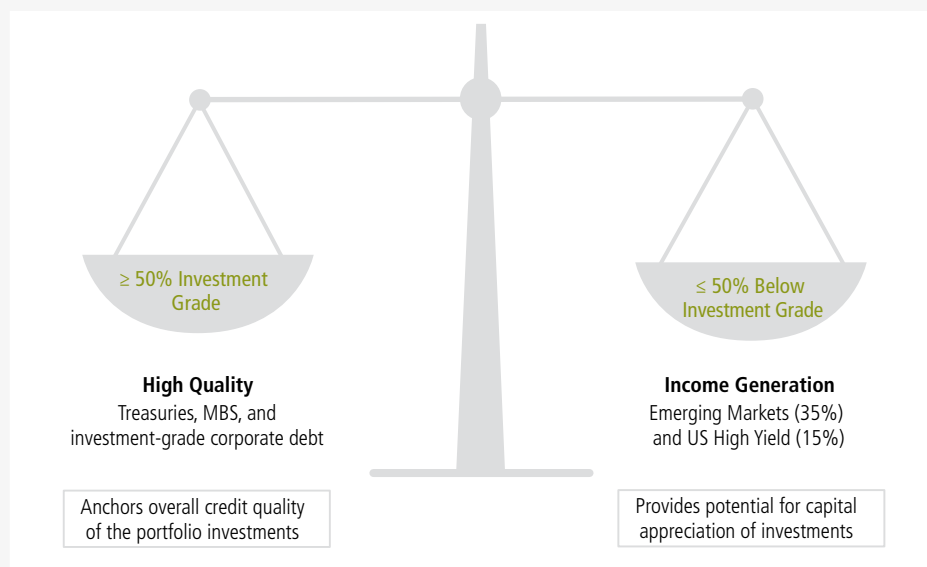 ≥ 50% Investment
Grade
High Quality
Treasuries, MBS, and
investment-grade corporate debt
Anchors overall credit quality
of the portfolio investments
≤ 50% Below
Investment Grade
Income Generation
Emerging Markets (35%)
and US High Yield (15%)
Provides potential for capital
appreciation of investments